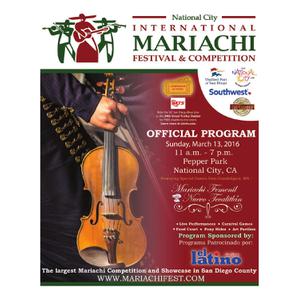 National City
INTERNATIONAL
MARIACHI
FESTIVAL & COMPETITION
Southwest
OFFICIAL PROGRAM
Sunday, March 13, 2016
11 a.m. - 7 p.m.
Pepper Park
National City, CA
Mariachi Femenil
Nuevo Tecalitlán
• Live Performances • Carnival Games
• Food Court • Pony Rides • Art Pavilion
Program Sponsored by:
Programa Patrocinado por:
el latino
The largest Mariachi Competition and Showcase in San Diego County
WWW.MARIACHIFEST.COM